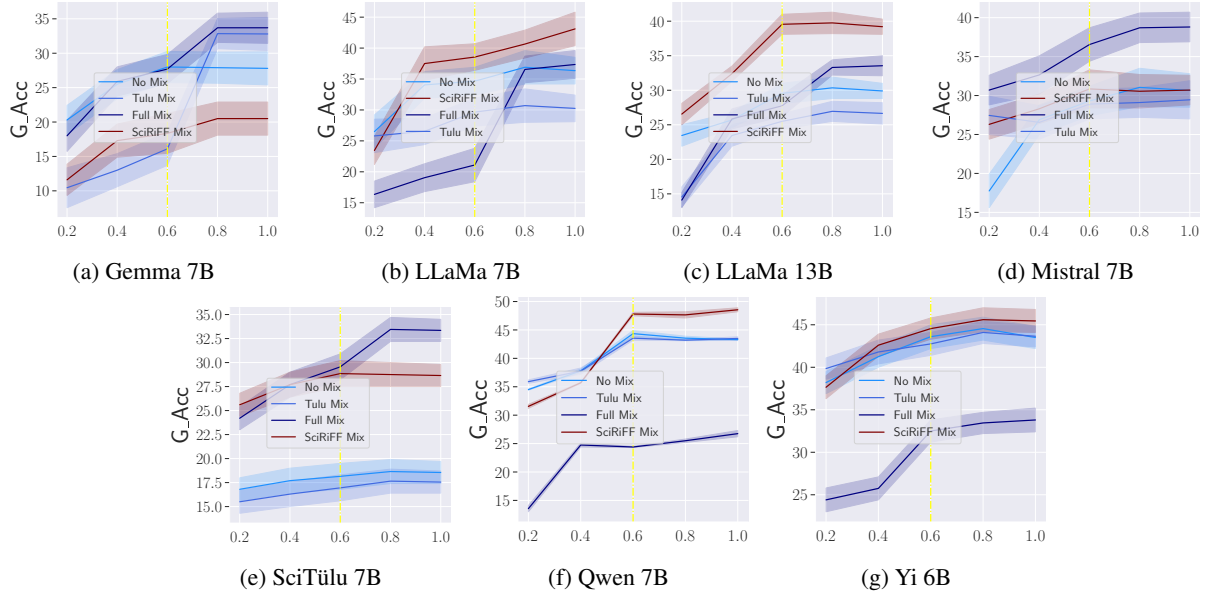 35
30
25
20
15
10
G_Acc
No Mix
Tulu Mix
Full Mix
SciRiFF Mix
0.2 0.4 0.6 0.8 1.0
(a) Gemma 7B
45
40
35
30
25
20
15
G_Acc
No Mix
SciRiFF Mix
Full Mix
Tulu Mix
0.2 0.4 0.6 0.8 1.0
(b) LLaMa 7B
40
35
30
25
20
15
G_Acc
No Mix
Tulu Mix
Full Mix
SciRiFF Mix
0.2 0.4 0.6 0.8 1.0
(c) LLaMa 13B
40
35
30
25
20
15
G_Acc
No Mix
SciRiFF Mix
Full Mix
Tulu Mix
0.2 0.4 0.6 0.8 1.0
(d) Mistral 7B
35.0
32.5
30.0
27.5
25.0
22.5
20.0
17.5
15.0
G_Acc
No Mix
Tulu Mix
Full Mix
SciRiFF Mix
0.2 0.4 0.6 0.8 1.0
(e) SciTülu 7B
50
45
40
35
30
25
20
15
G_Acc
No Mix
Tulu Mix
Full Mix
SciRiFF Mix
0.2 0.4 0.6 0.8 1.0
(f) Qwen 7B
45
40
35
30
25
G_Acc
No Mix
Tulu Mix
Full Mix
SciRiFF Mix
0.2 0.4 0.6 0.8 1.0
(g) Yi 6B